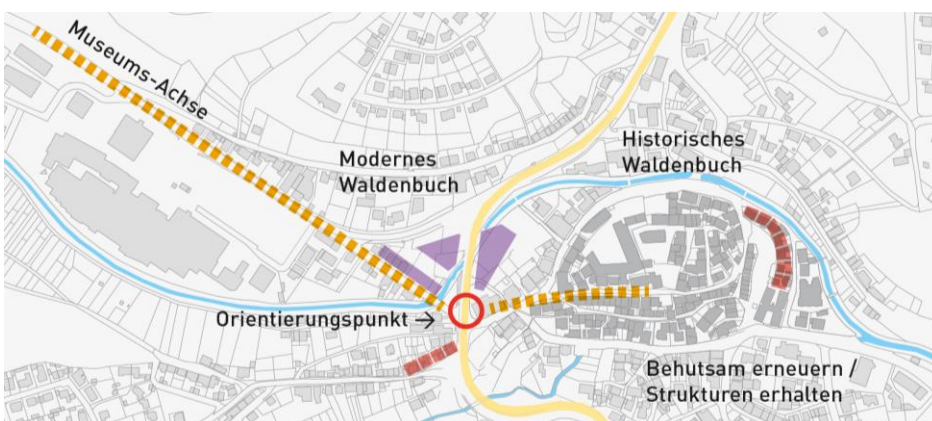 Museums-Achse
Modernes
Waldenbuch
Historisches
Waldenbuch
Orientierungspunkt →
Behutsam erneuern /
Strukturen erhalten